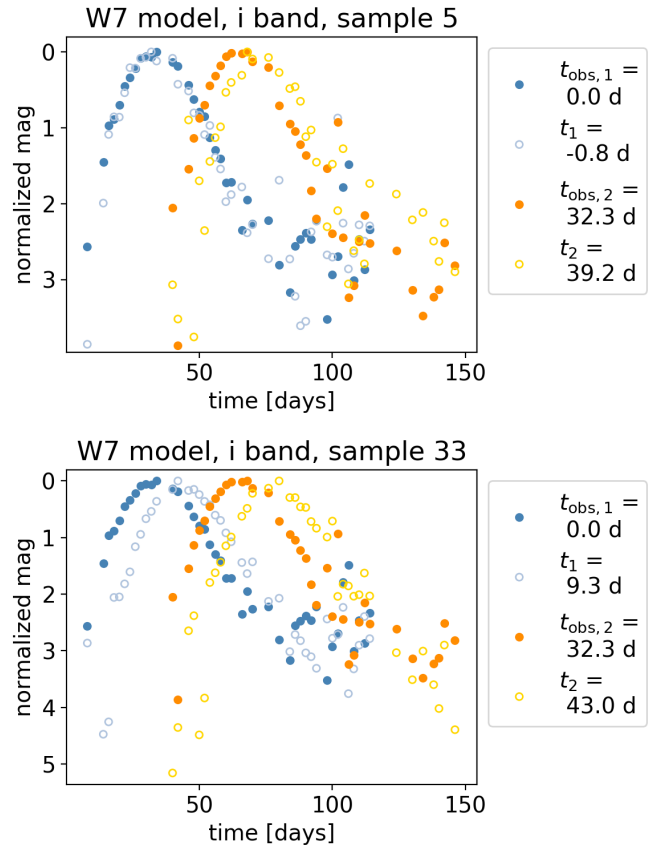 W7 model, i band, sample 5
0
1
2
3
normalized mag
50
100
150
time [days]
t_obs, 1 =
0.0 d
t_1 =
-0.8 d
t_obs, 2 =
32.3 d
t_2 =
39.2 d
W7 model, i band, sample 33
0
1
2
3
4
5
normalized mag
50
100
150
time [days]
t_obs, 1 =
0.0 d
t_1 =
9.3 d
t_obs, 2 =
32.3 d
t_2 =
43.0 d